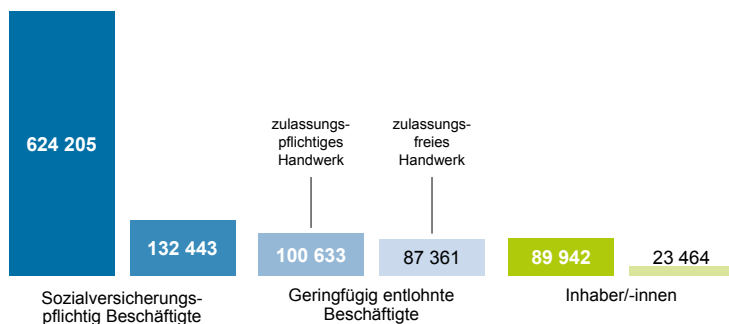 624 205
132 443
zulassungs-
pflichtiges
Handwerk
100 633
zulassungs-
freies
Handwerk
87 361
89 942
23 464
Sozialversicherungs-
pflichtig Beschäftigte
Geringfügig entlohnte
Beschäftigte
Inhaber/-innen